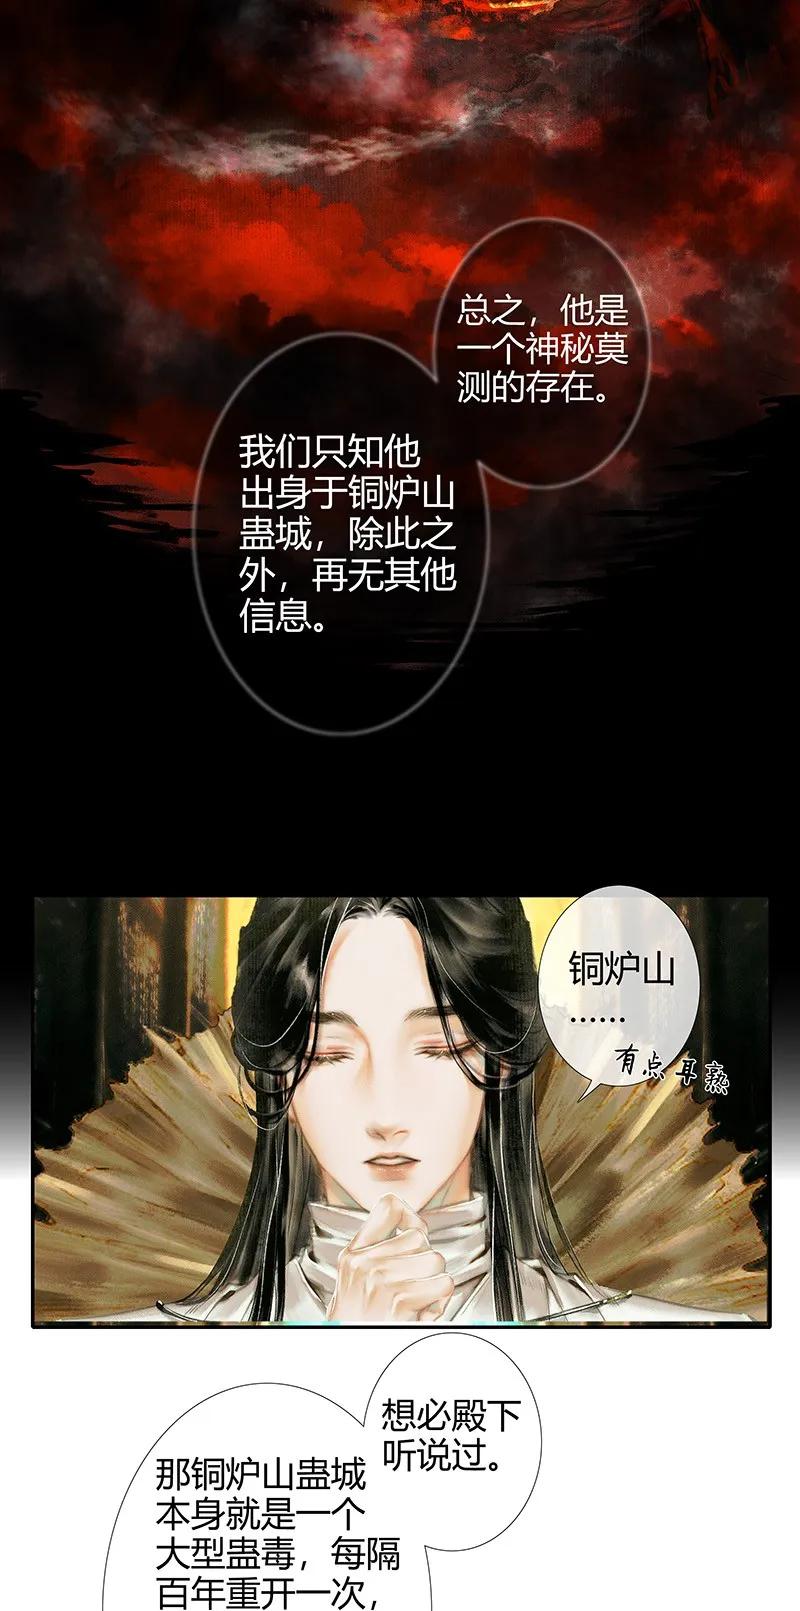 总之，他是
一个神秘莫
测的存在。
我们只知他
出身于铜炉山
蛊城，除此之
外，再无其他
信息。
铜炉山
……
有点耳熟
想必殿下
听说过。
那铜炉山蛊城
本身就是一个
大型蛊毒，每隔
百年重开一次，